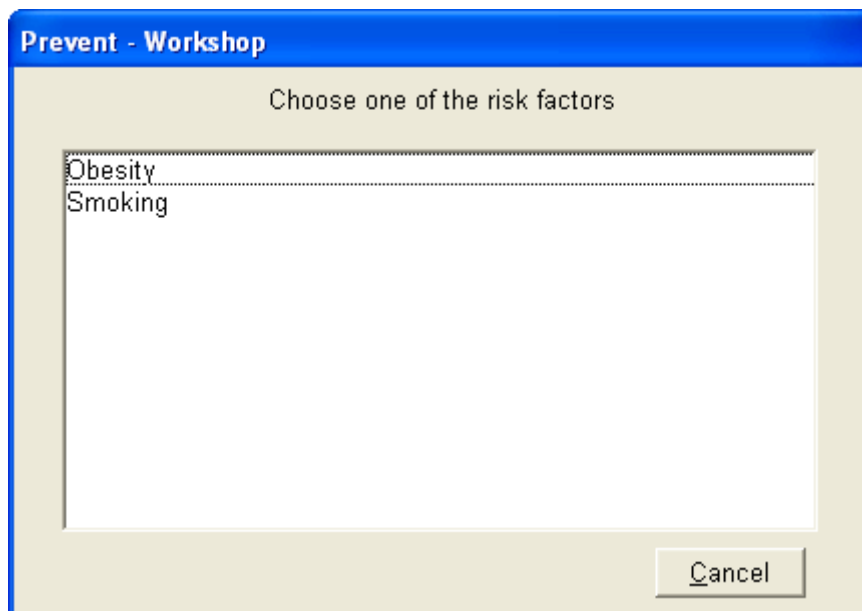 Prevent - Workshop
Choose one of the risk factors
Obesity
Smoking
Cancel